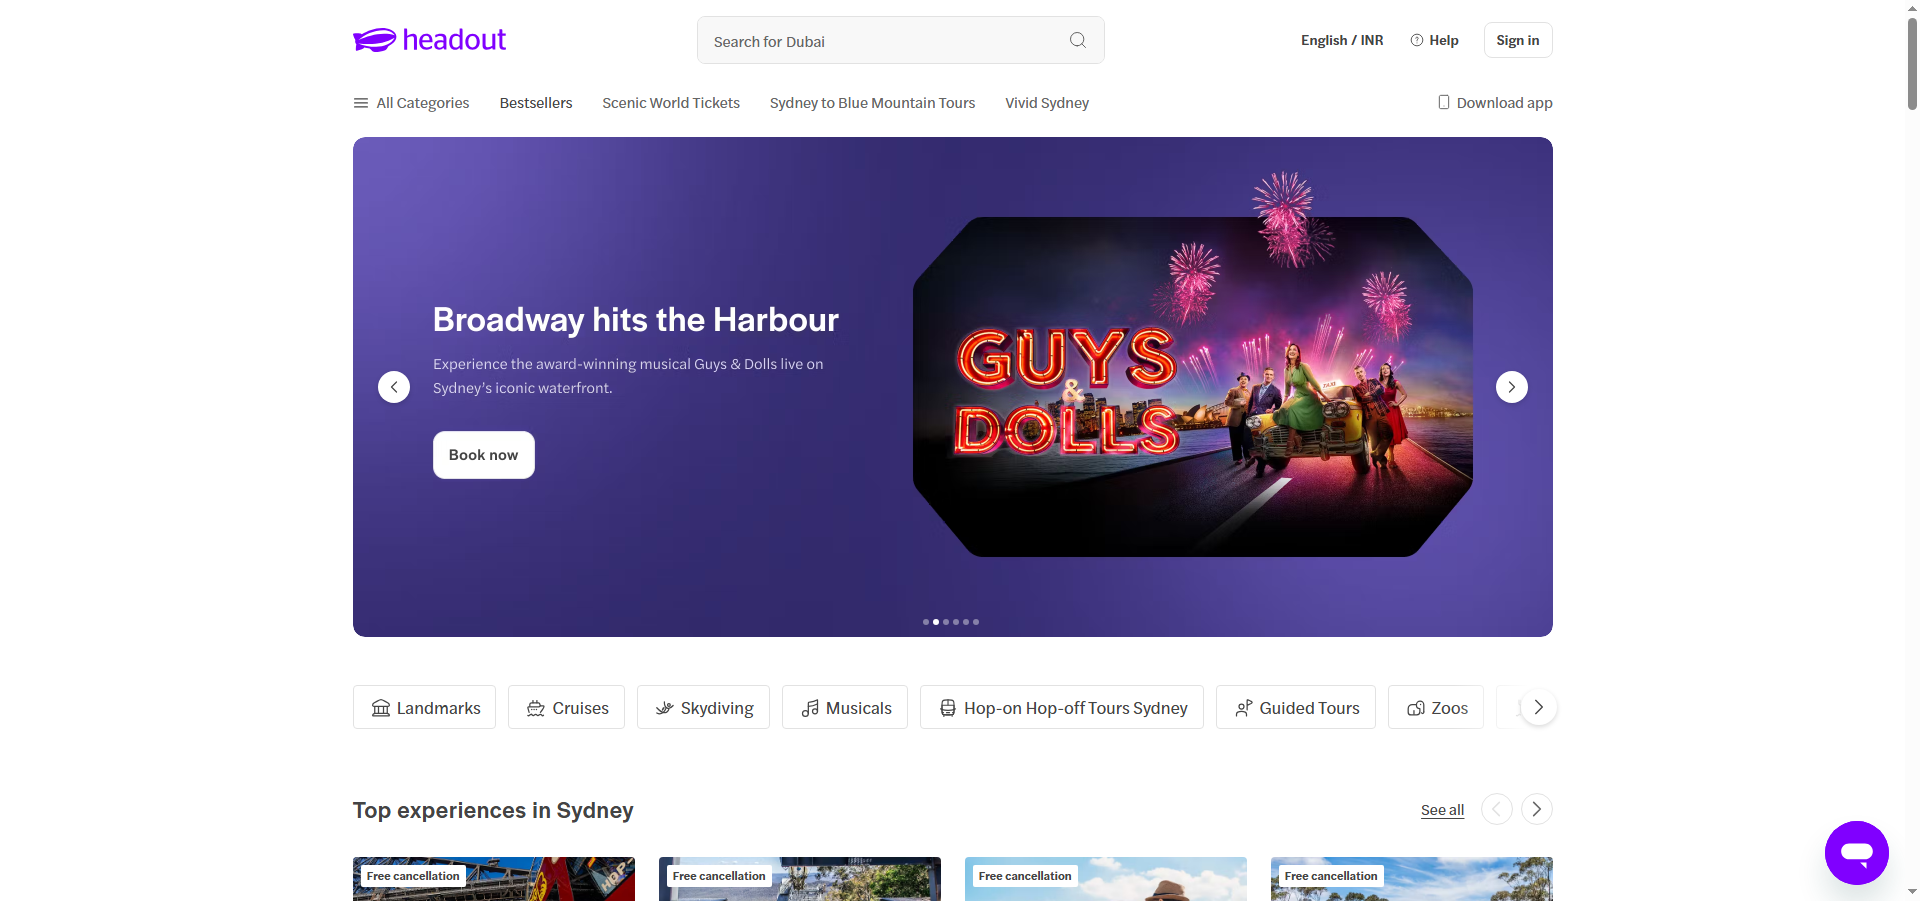 headout
Search for Dubai
English / INR
Help
Sign in
All Categories
Bestsellers
Scenic World Tickets
Sydney to Blue Mountain Tours
Vivid Sydney
Download app
Broadway hits the Harbour
Experience the award-winning musical Guys & Dolls live on
Sydney's iconic waterfront.
Book now
GUYS
&
DOLLS
Landmarks
Cruises
Skydiving
Musicals
Hop-on Hop-off Tours Sydney
Guided Tours
Zoos
Top experiences in Sydney
See all
Free cancellation
Free cancellation
Free cancellation
Free cancellation